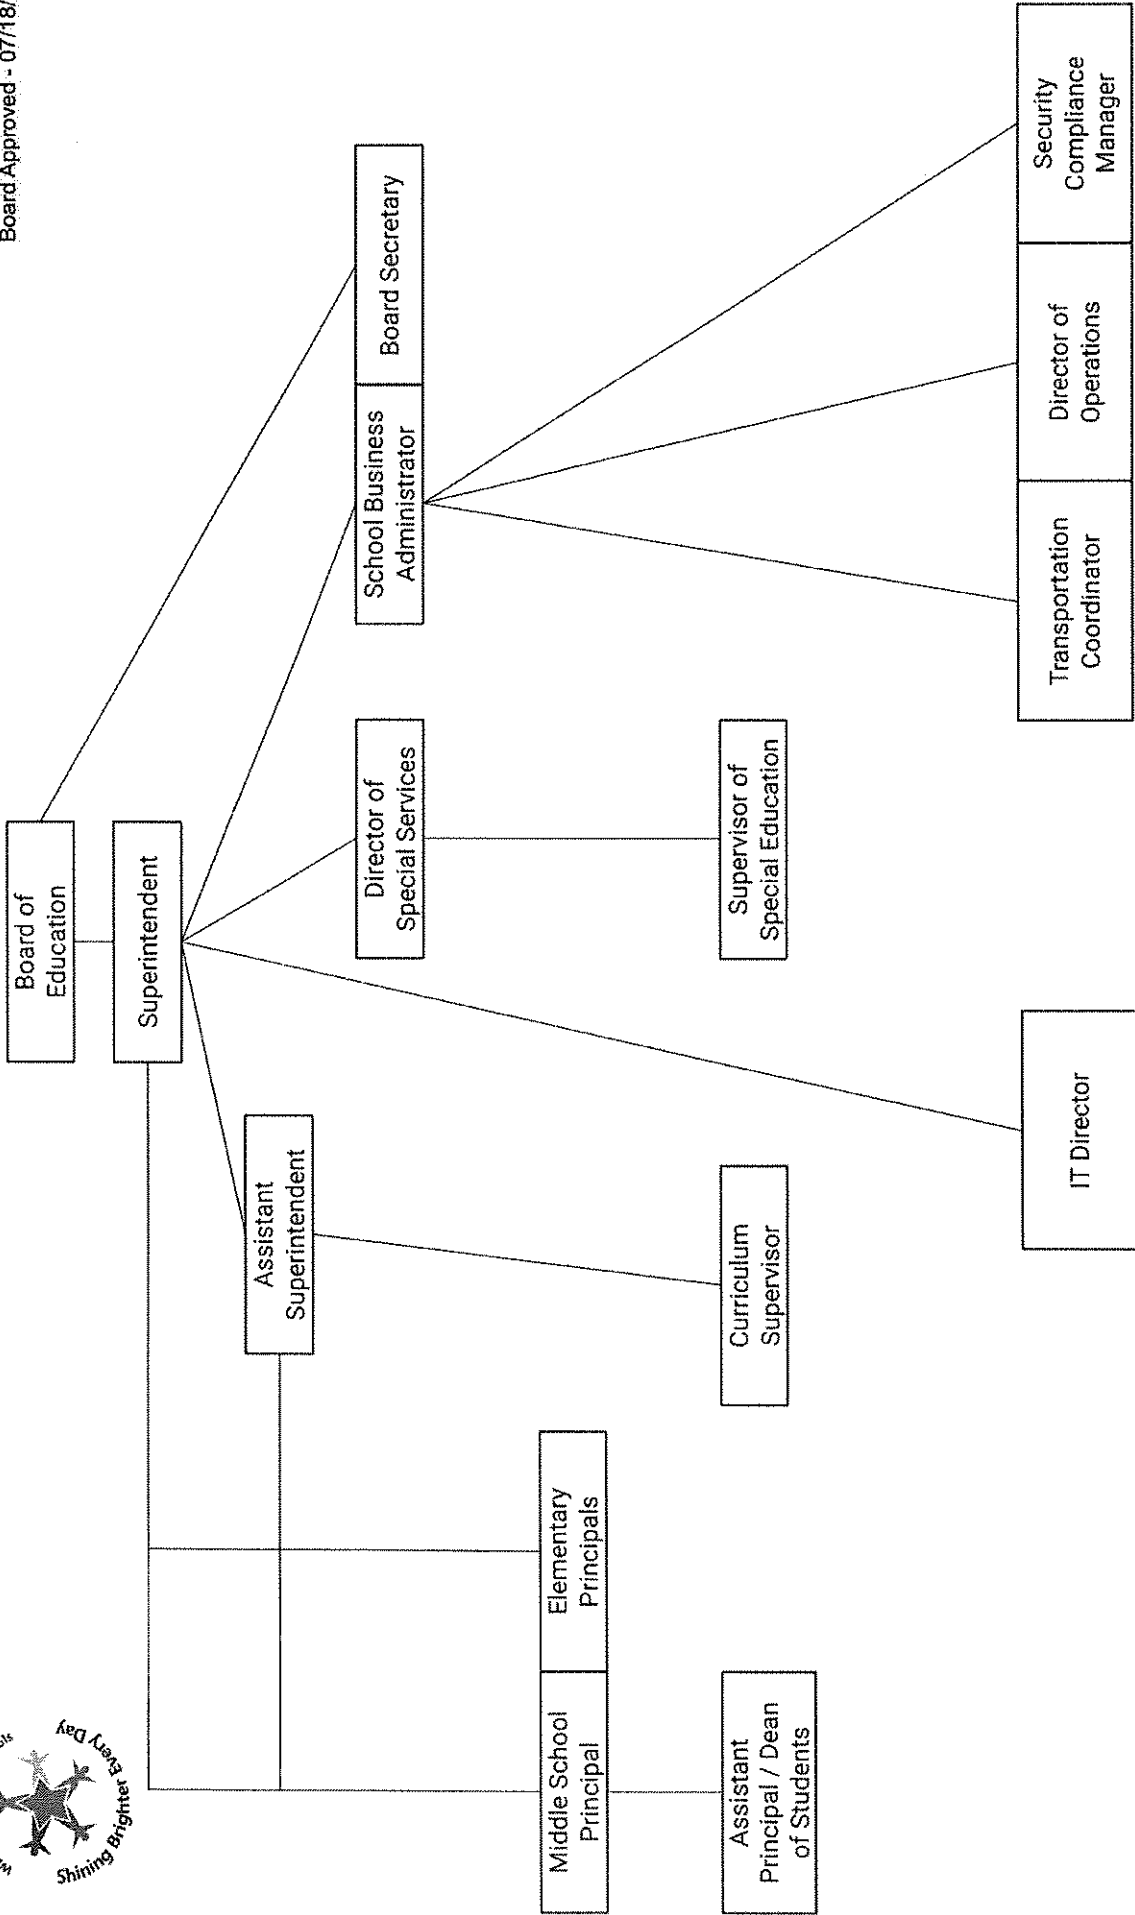 Board Approved - 07/18/
Shining Brighter Every Day
Board of
Education
Superintendent
Assistant
Superintendent
Director of
Special Services
School Business
Administrator
Board Secretary
Middle School
Principal
Elementary
Principals
Assistant
Principal / Dean
of Students
Curriculum
Supervisor
Supervisor of
Special Education
IT Director
Transportation
Coordinator
Director of
Operations
Security
Compliance
Manager